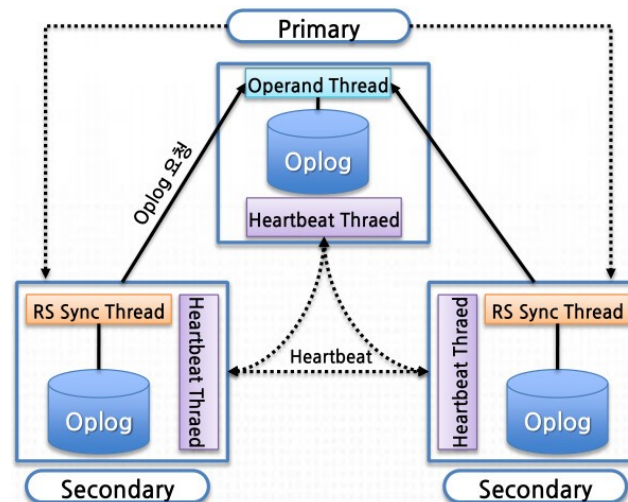 Primary
Operand Thread
Oplog
Heartbeat Thraed
Oplog 요청
RS Sync Thread
Heartbeat Thraed
Oplog
Secondary
Heartbeat
Heartbeat Thraed
RS Sync Thread
Oplog
Secondary